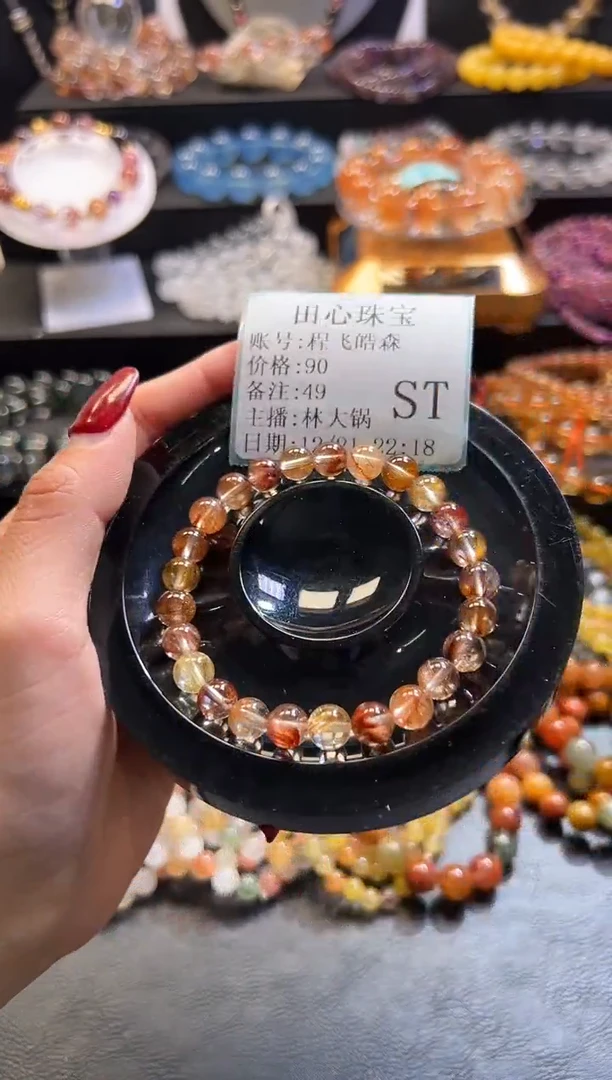 田心珠宝
账号:程飞皓森
价格:90
备注:49
ST
主播:林大锅
日期:12/21 22:18